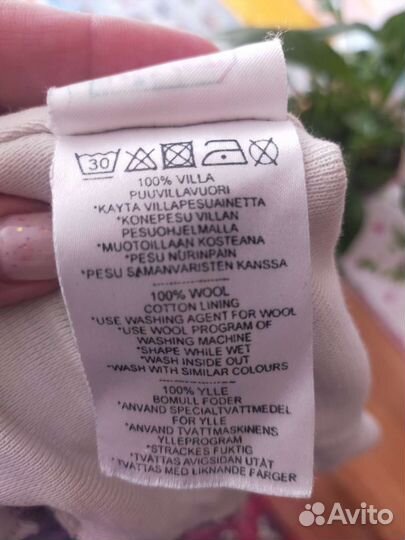 30
100% VILLA
PUUVILLAVUORI
*KAYTA VILLAPESUAINETTA
*KONEPESU VILLAN
PESUOHJELMALLA
*MUOTOILLAAN KOSTEANA
*PESU NURINPAIN
*PESU SAMANVARISTEN KANSSA
100% WOOL
COTTON LINING
*USE WASHING AGENT FOR WOOL
*USE WOOL PROGRAM OF
WASHING MACHINE
*SHAPE WHILE WET
*WASH INSIDE OUT
*WASH WITH SIMILAR COLOURS
100% YLLE
BOMULL FODER
*ANVAND SPECIALTVATTMEDEL
FOR YLLE
*ANVAND TVATTMASKINENS
YLLEPROGRAM
*STRACKES FUKTIG
*TVATTAS AVIGSIDAN UTAT
*TVATTAS MED LIKNANDE FARGER
Avito